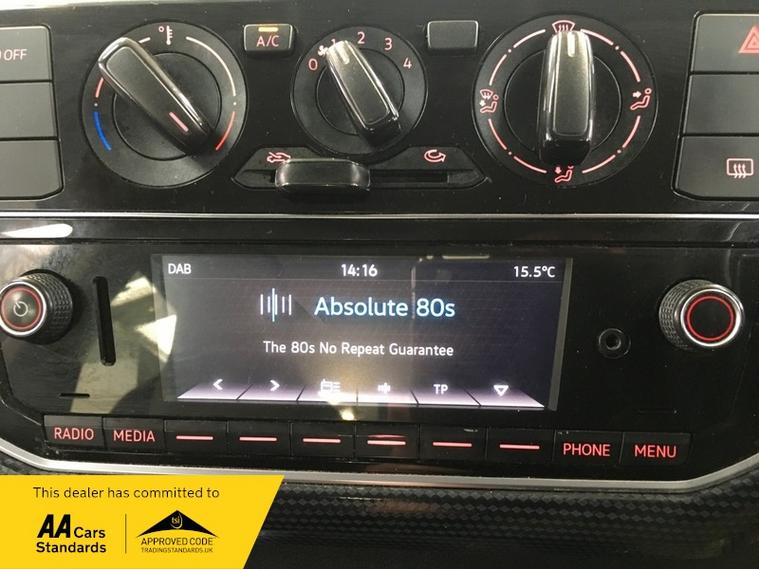 OFF
°C
A/C
0 1 2 3 4
DAB 14:16 15.5°C
Absolute 80s
The 80s No Repeat Guarantee
< > TP
RADIO MEDIA PHONE MENU
This dealer has committed to
AA Cars
Standards
tsi
APPROVED CODE
TRADINGSTANDARDS.UK